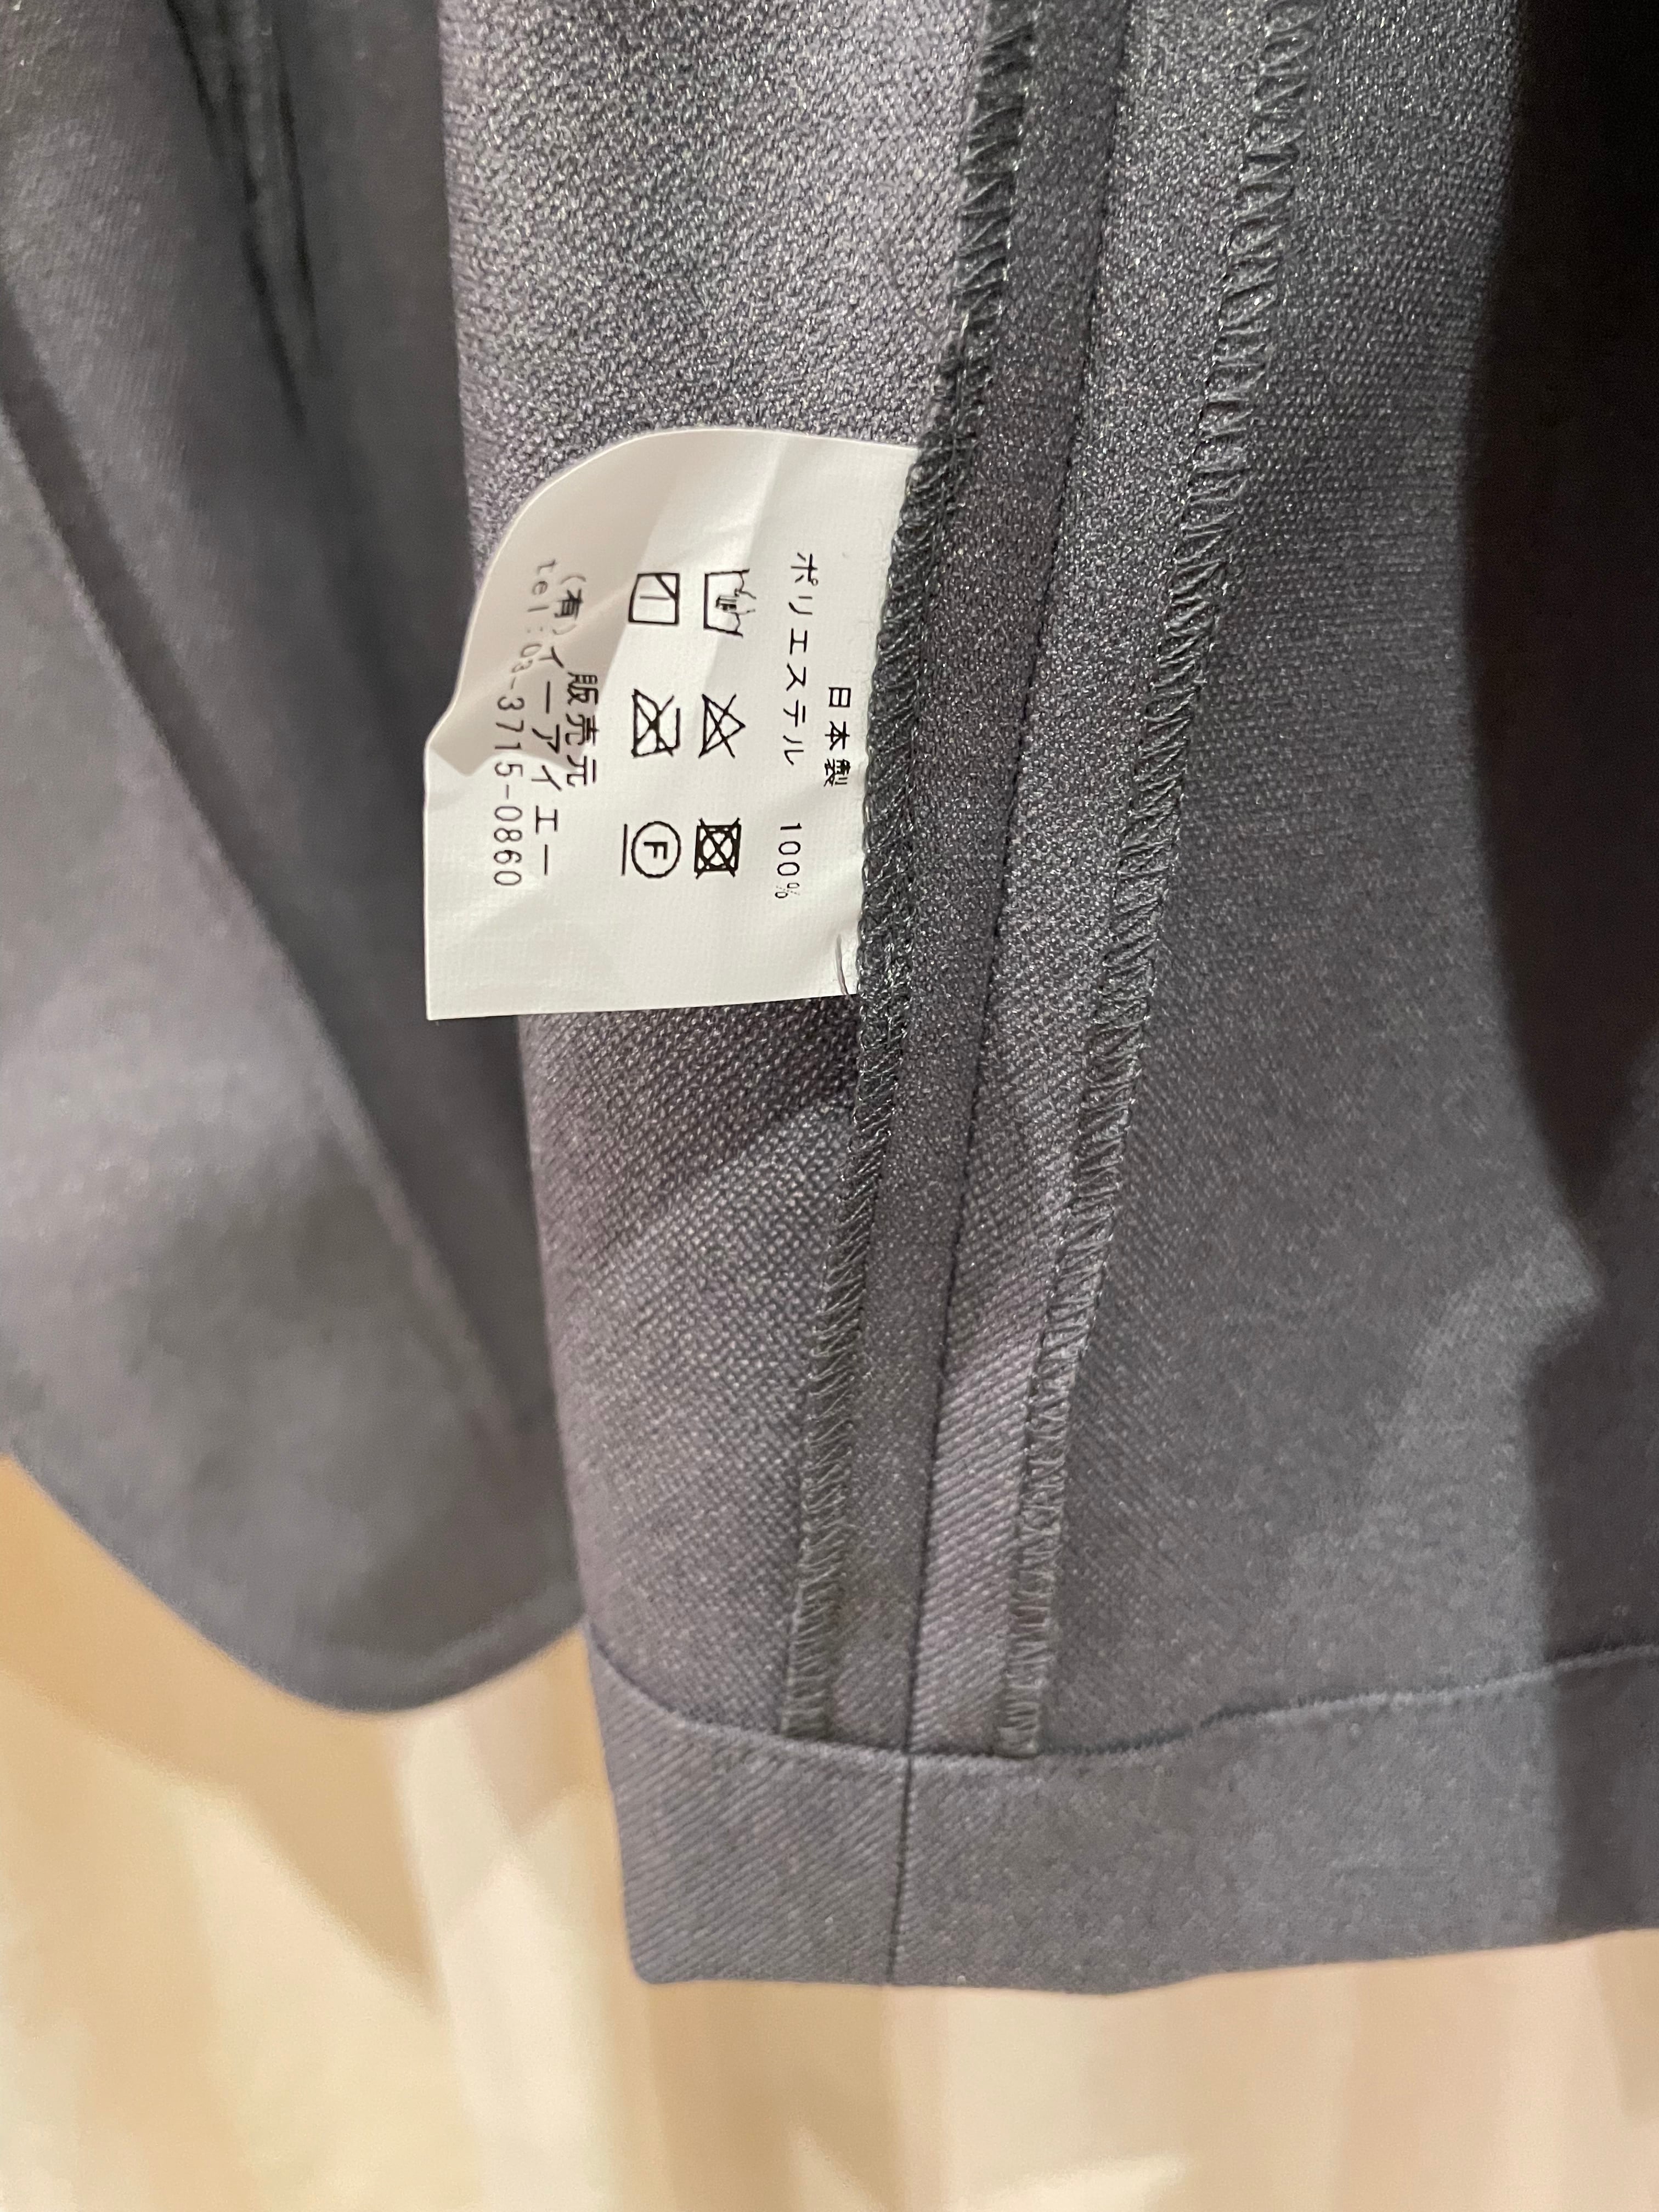 日本製
ポリエステル 100%
F
販売元
(有)イーアイエー
tel:03-3715-0860